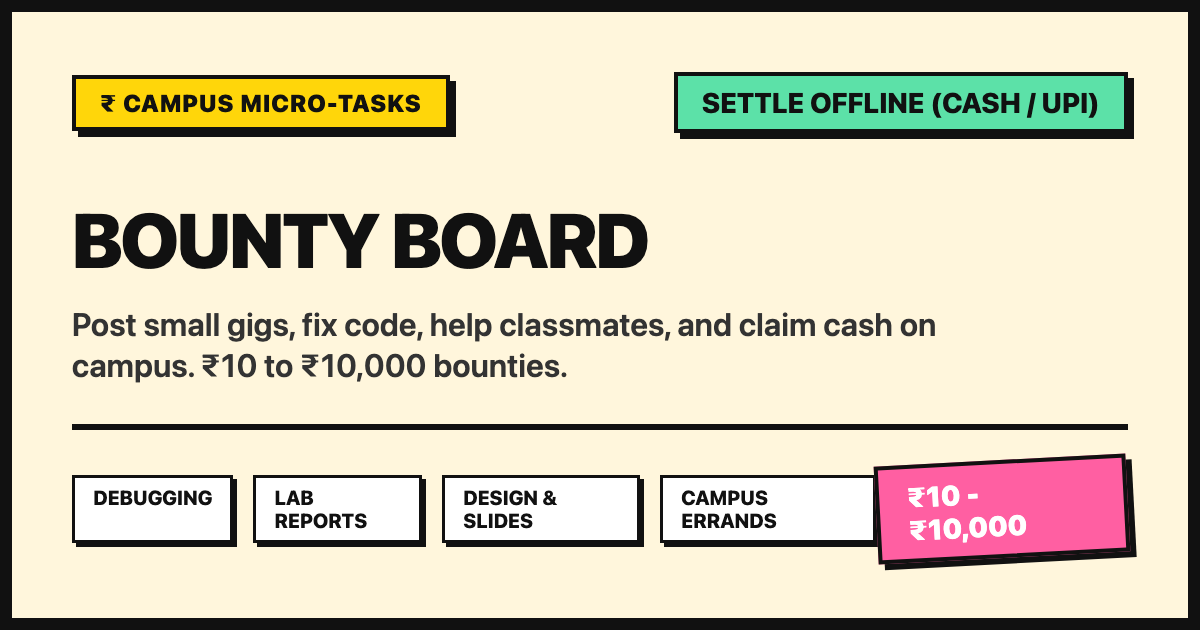 ₹ CAMPUS MICRO-TASKS
SETTLE OFFLINE (CASH / UPI)
BOUNTY BOARD
Post small gigs, fix code, help classmates, and claim cash on
campus. ₹10 to ₹10,000 bounties.
DEBUGGING
LAB
REPORTS
DESIGN &
SLIDES
CAMPUS
ERRANDS
₹10 -
₹10,000